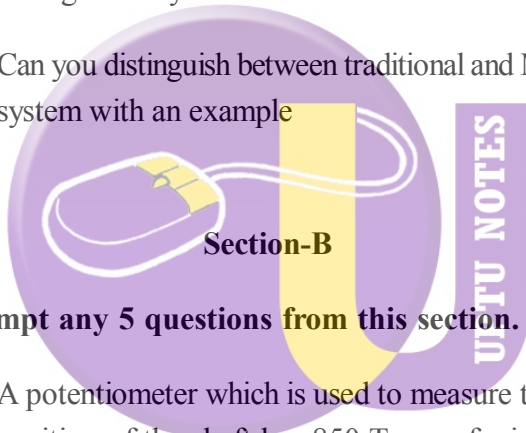 Can you distinguish between traditional and
system with an example
Section-B
mpt any 5 questions from this section.
A potentiometer which is used to measure t
UPTU NOTES